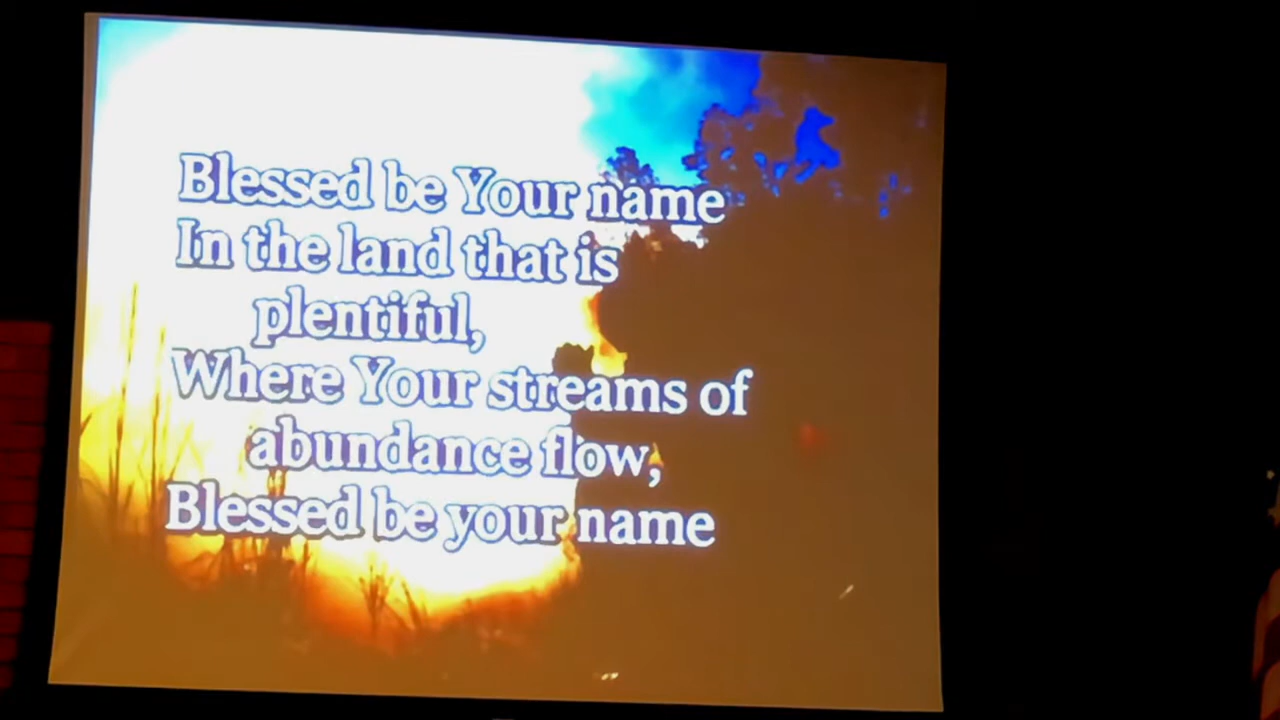 Blessed be Your name
In the land that is
plentiful,
Where Your streams of
abundance flow,
Blessed be your name